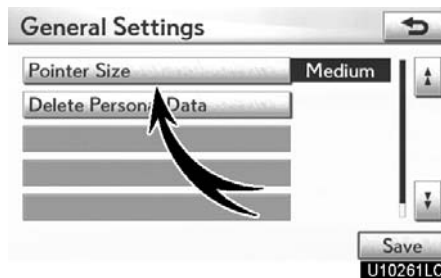 General Settings
Pointer Size Medium
Delete Personal Data
Save
U10261LC